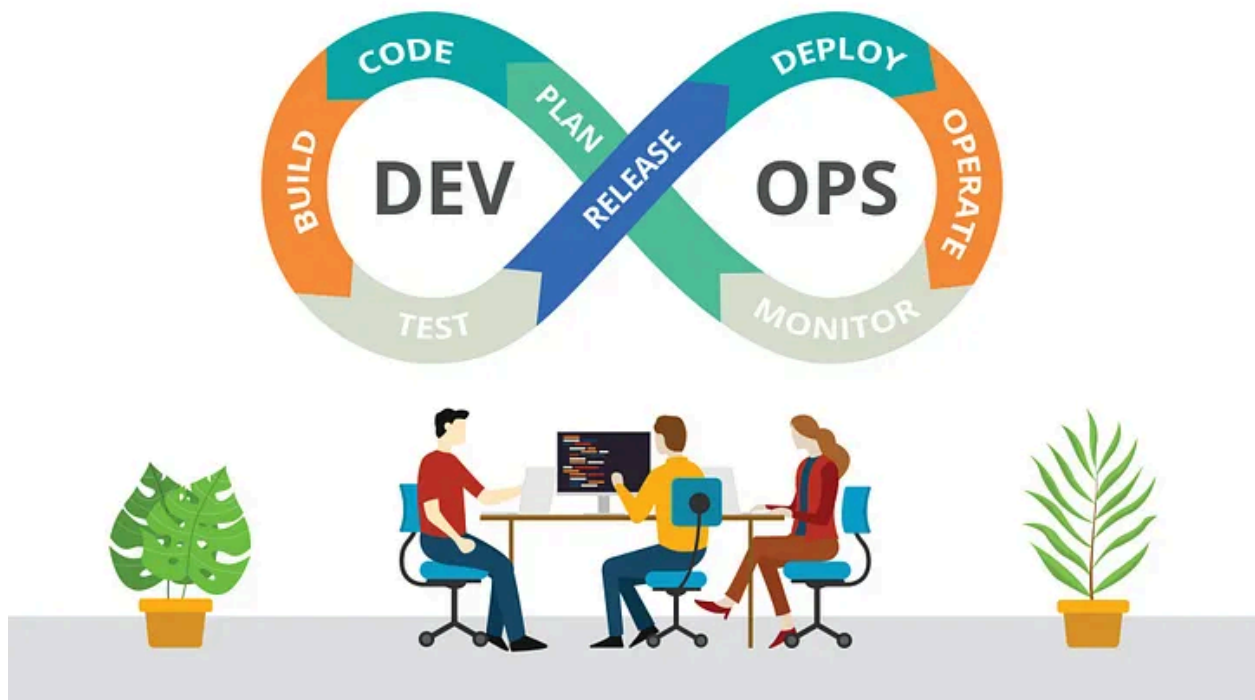 CODE
DEPLOY
PLAN
BUILD
OPERATE
RELEASE
DEV
OPS
TEST
MONITOR